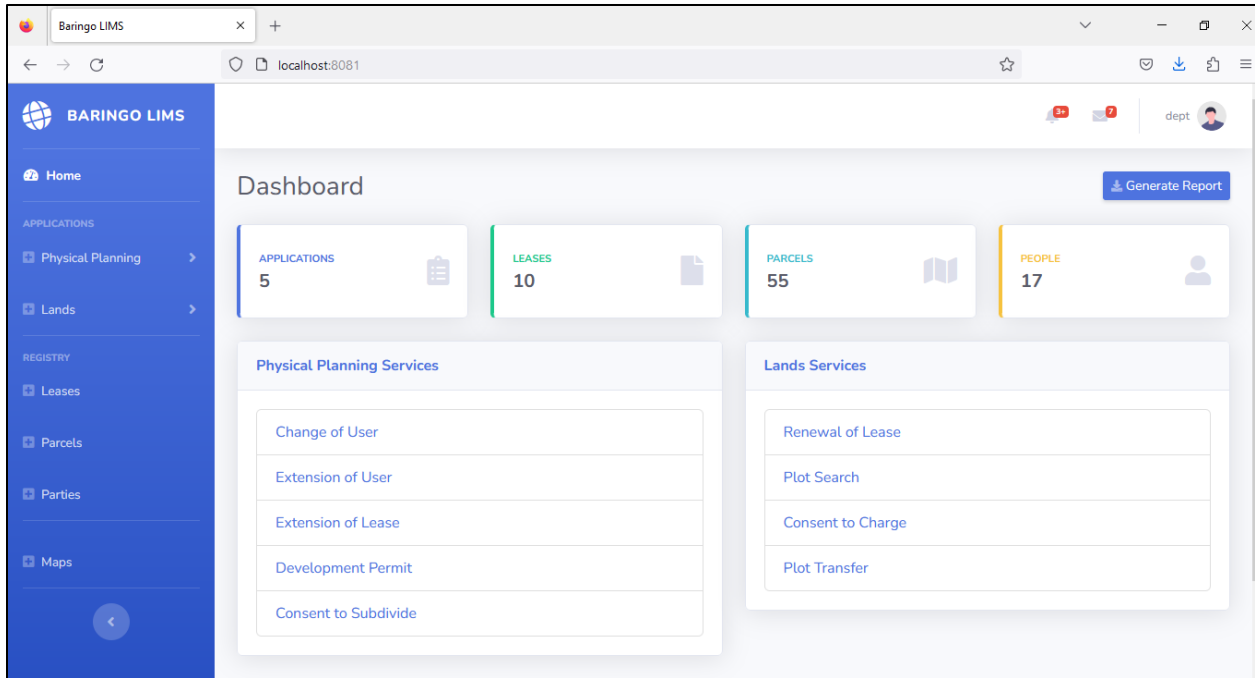 Baringo LIMS
localhost:8081
BARINGO LIMS
3+
7
dept
Home
Dashboard
Generate Report
APPLICATIONS
Physical Planning
Lands
REGISTRY
Leases
Parcels
Parties
Maps
APPLICATIONS
5
LEASES
10
PARCELS
55
PEOPLE
17
Physical Planning Services
Change of User
Extension of User
Extension of Lease
Development Permit
Consent to Subdivide
Lands Services
Renewal of Lease
Plot Search
Consent to Charge
Plot Transfer